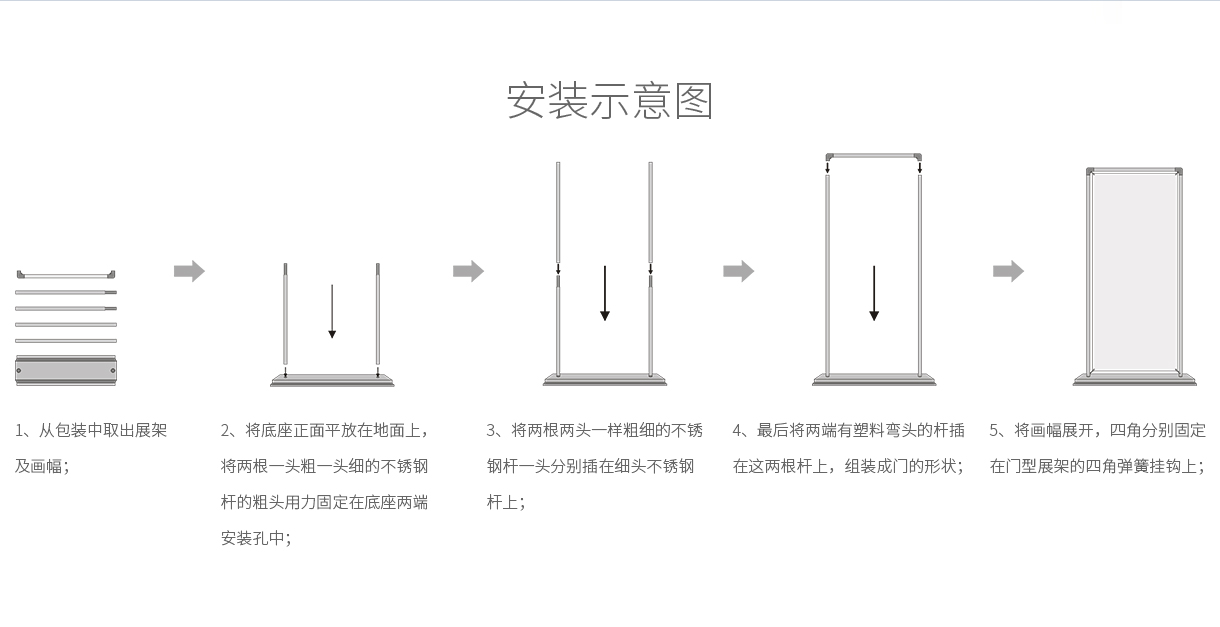 安装示意图
1、从包装中取出展架
及画幅；
2、将底座正面平放在地面上，
将两根一头粗一头细的不锈钢
杆的粗头用力固定在底座两端
安装孔中；
3、将两根两头一样粗细的不锈
钢杆一头分别插在细头不锈钢
杆上；
4、最后将两端有塑料弯头的杆插
在这两根杆上，组装成门的形状；
5、将画幅展开，四角分别固定
在门型展架的四角弹簧挂钩上；